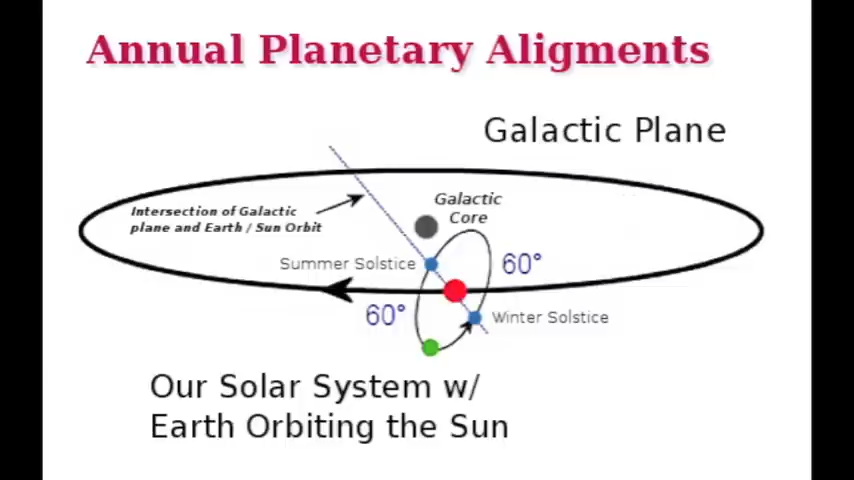 Annual Planetary Aligments
Galactic Plane
Intersection of Galactic
plane and Earth / Sun Orbit
Galactic
Core
Summer Solstice
60°
60°
Winter Solstice
Our Solar System w/
Earth Orbiting the Sun